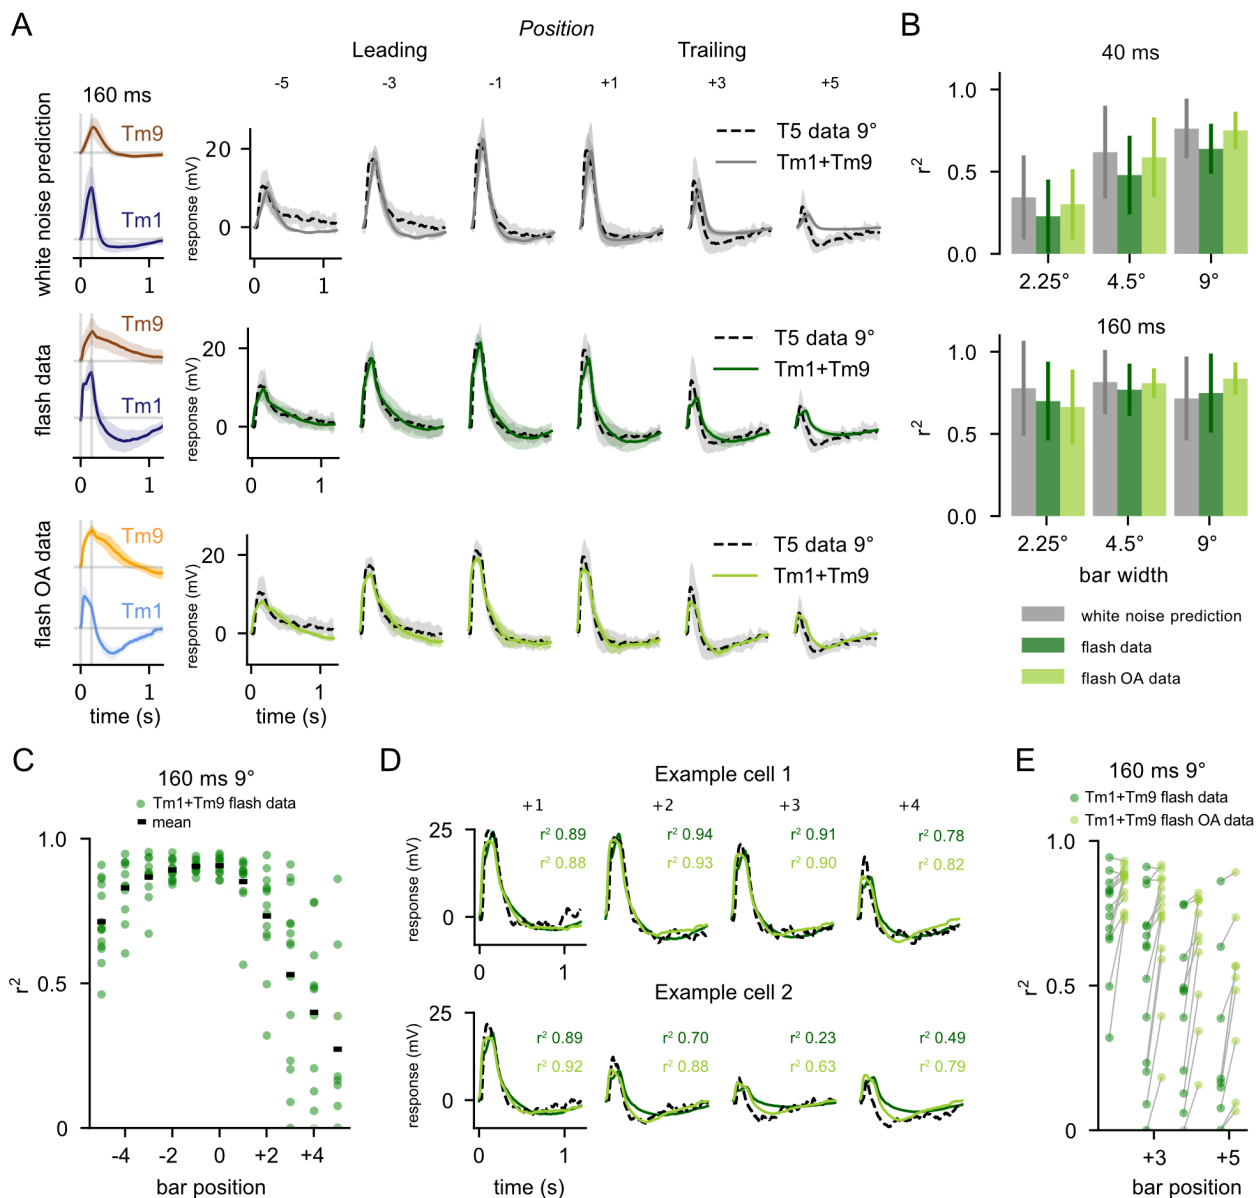 A
Position
Leading
Trailing
160 ms
-5
-3
-1
+1
+3
+5
white noise prediction
Tm9
Tm1
0
1
response (mV)
20
0
0
1
T5 data 9°
Tm1+Tm9
flash data
Tm9
Tm1
0
1
response (mV)
20
0
0
1
T5 data 9°
Tm1+Tm9
flash OA data
Tm9
Tm1
0
1
time (s)
response (mV)
20
0
0
1
time (s)
T5 data 9°
Tm1+Tm9
B
40 ms
r²
1.0
0.5
0.0
2.25°
4.5°
9°
160 ms
r²
1.0
0.5
0.0
2.25°
4.5°
9°
bar width
white noise prediction
flash data
flash OA data
C
160 ms 9°
Tm1+Tm9 flash data
mean
r²
1.0
0.5
0
-4
-2
0
+2
+4
bar position
D
Example cell 1
+1
+2
+3
+4
response (mV)
25
0
r² 0.89
r² 0.88
r² 0.94
r² 0.93
r² 0.91
r² 0.90
r² 0.78
r² 0.82
0
1
Example cell 2
response (mV)
25
0
r² 0.89
r² 0.92
r² 0.70
r² 0.88
r² 0.23
r² 0.63
r² 0.49
r² 0.79
0
1
time (s)
E
160 ms 9°
Tm1+Tm9 flash data
Tm1+Tm9 flash OA data
r²
1.0
0.5
0
+3
+5
bar position